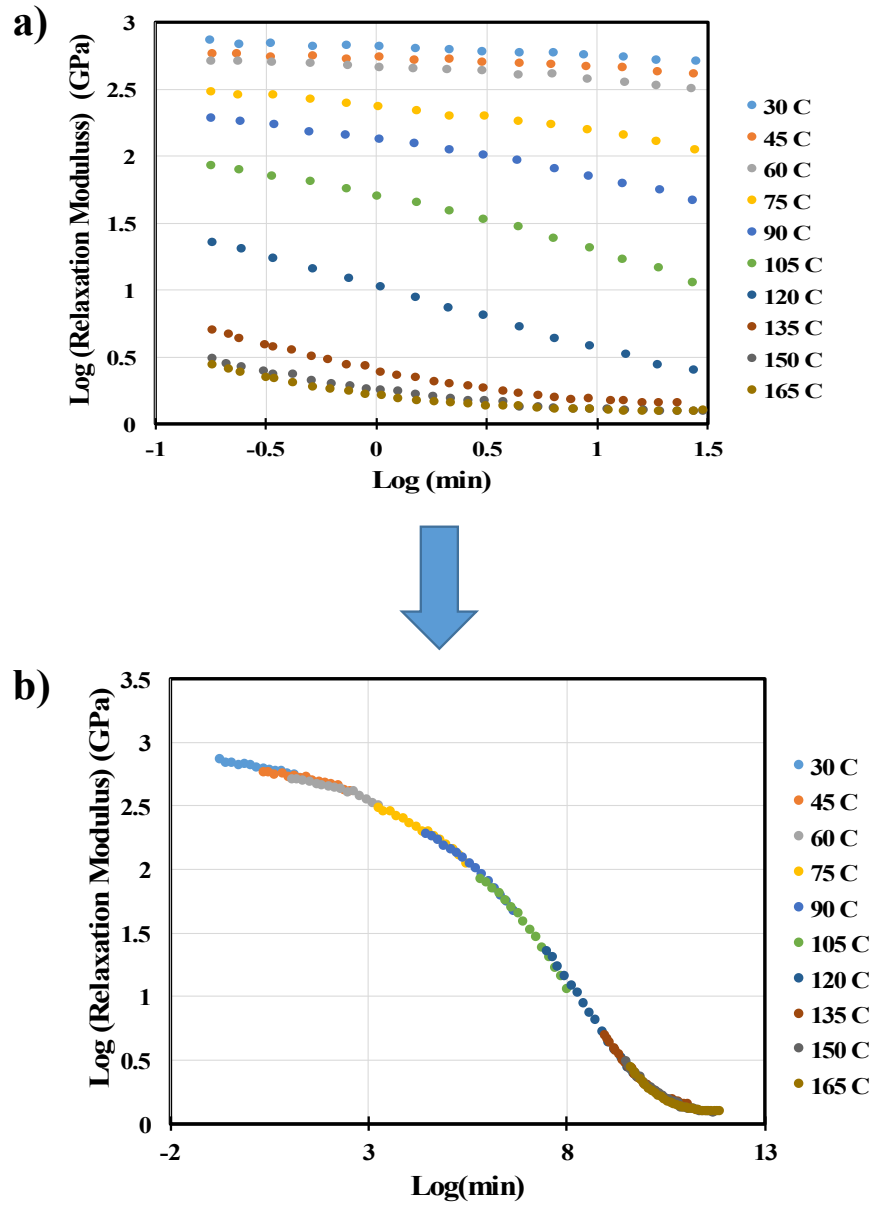 a)
Log (Relaxation Moduluss) (GPa)
3
2.5
2
1.5
1
0.5
0
-1
-0.5
0
0.5
1
1.5
Log (min)
30 C
45 C
60 C
75 C
90 C
105 C
120 C
135 C
150 C
165 C
b)
Log (Relaxation Modulus) (GPa)
3.5
3
2.5
2
1.5
1
0.5
0
-2
3
8
13
Log(min)
30 C
45 C
60 C
75 C
90 C
105 C
120 C
135 C
150 C
165 C